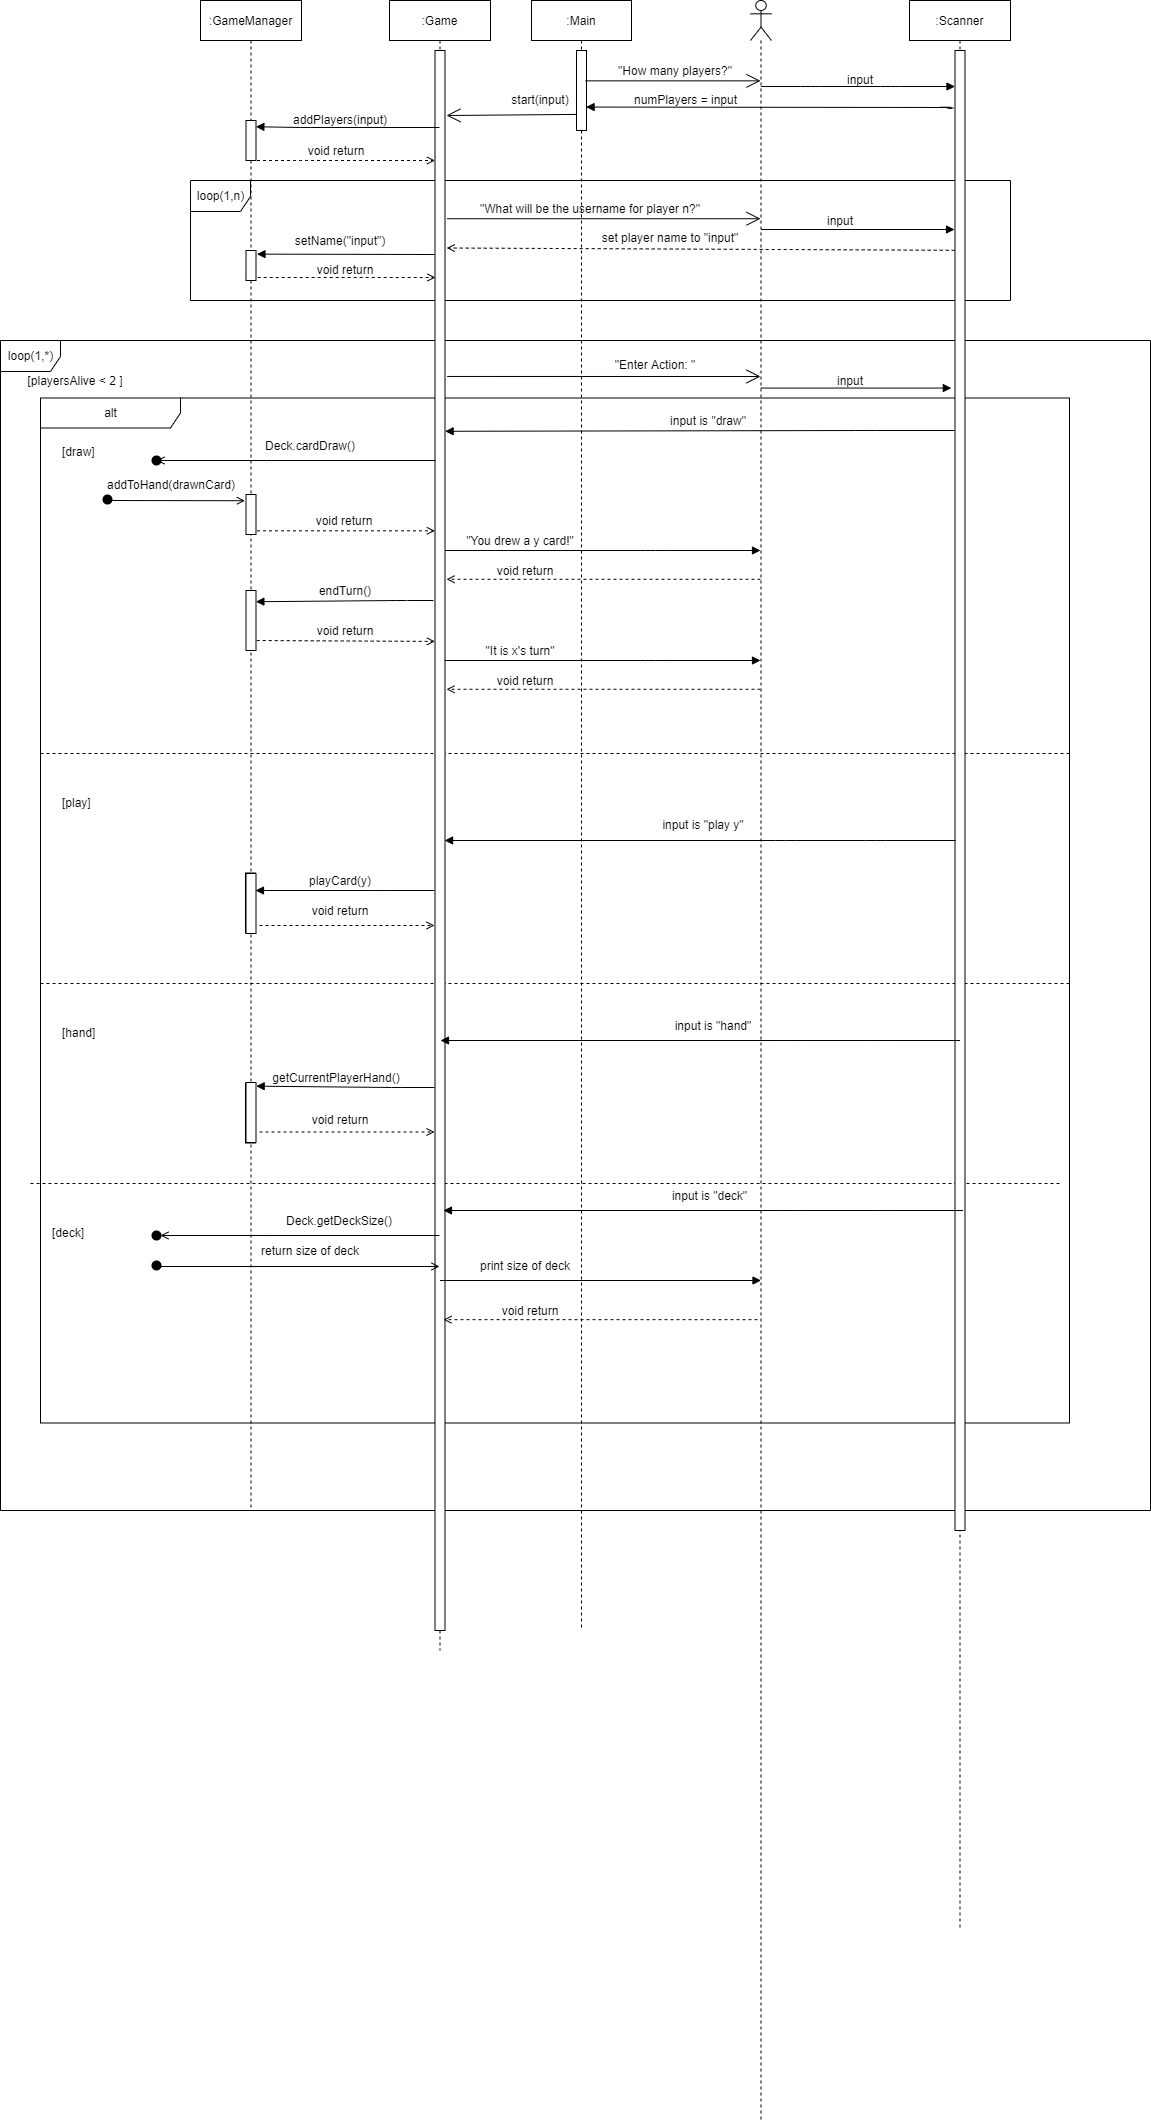 :GameManager
:Game
:Main
:Scanner
"How many players?"
input
start(input)
numPlayers = input
addPlayers(input)
void return
loop(1,n)
"What will be the username for player n?"
input
set player name to "input"
setName("input")
void return
loop(1,*)
"Enter Action: "
[playersAlive < 2 ]
input
alt
input is "draw"
[draw]
Deck.cardDraw()
addToHand(drawnCard)
void return
"You drew a y card!"
void return
endTurn()
void return
"It is x's turn"
void return
[play]
input is "play y"
playCard(y)
void return
[hand]
input is "hand"
getCurrentPlayerHand()
void return
input is "deck"
[deck]
Deck.getDeckSize()
return size of deck
print size of deck
void return